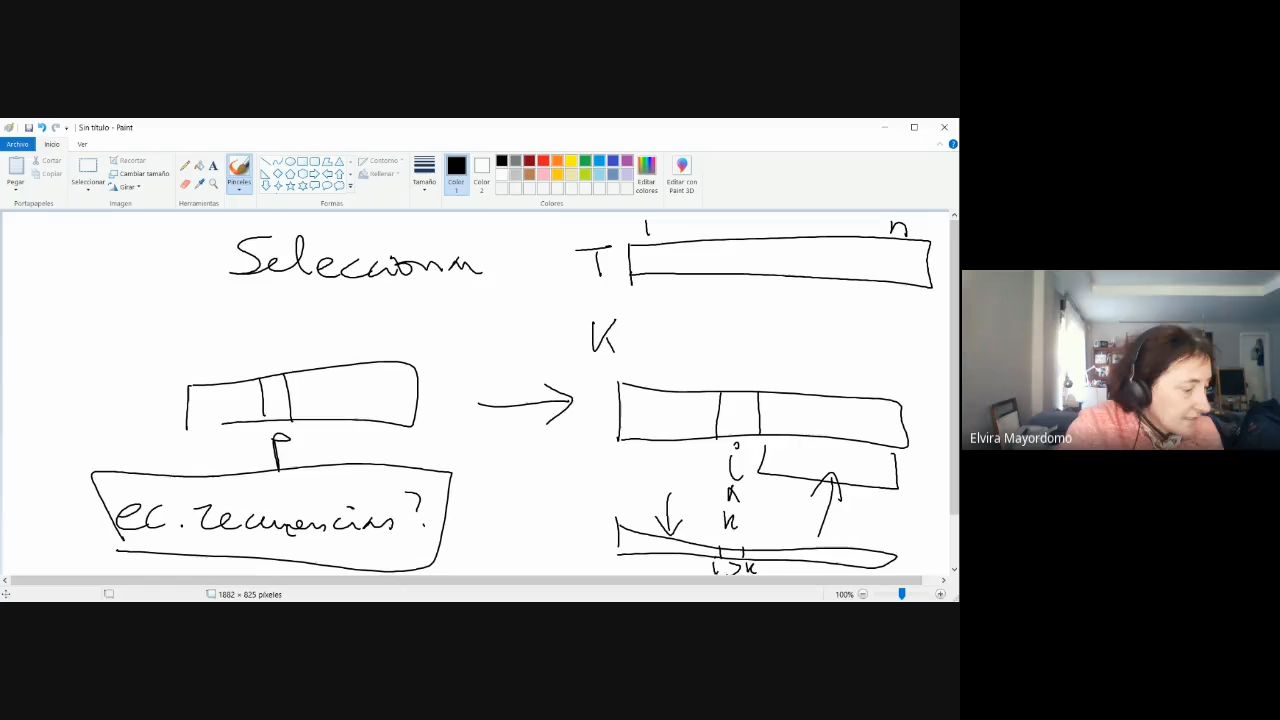 Sin título - Paint
Archivo Inicio Ver
Pegar
Cortar
Copiar
Portapapeles
Seleccionar
Recortar
Cambiar tamaño
Girar
Imagen
Herramientas
Pinceles
Contorno
Rellenar
Formas
Tamaño
Color 1
Color 2
Editar colores
Editar con Paint 3D
Colores
1 n
Seleccionar T
K
P
i
k
ec. recurrencias?
i > k
1882 × 825 píxeles
100%
Elvira Mayordomo